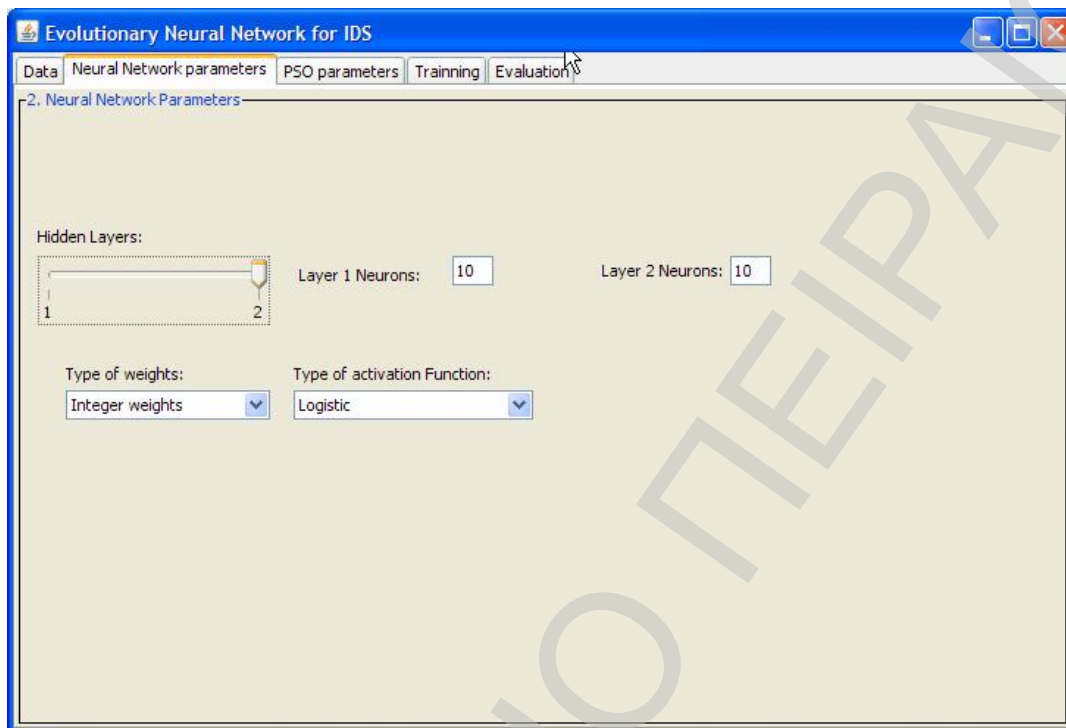 Evolutionary Neural Network for IDS
Data Neural Network parameters PSO parameters Trainning Evaluation
2. Neural Network Parameters
Hidden Layers:
Layer 1 Neurons: 10 Layer 2 Neurons: 10
1 2
Type of weights: Type of activation Function:
Integer weights Logistic
Ο ΠΕΙΡΑΙ